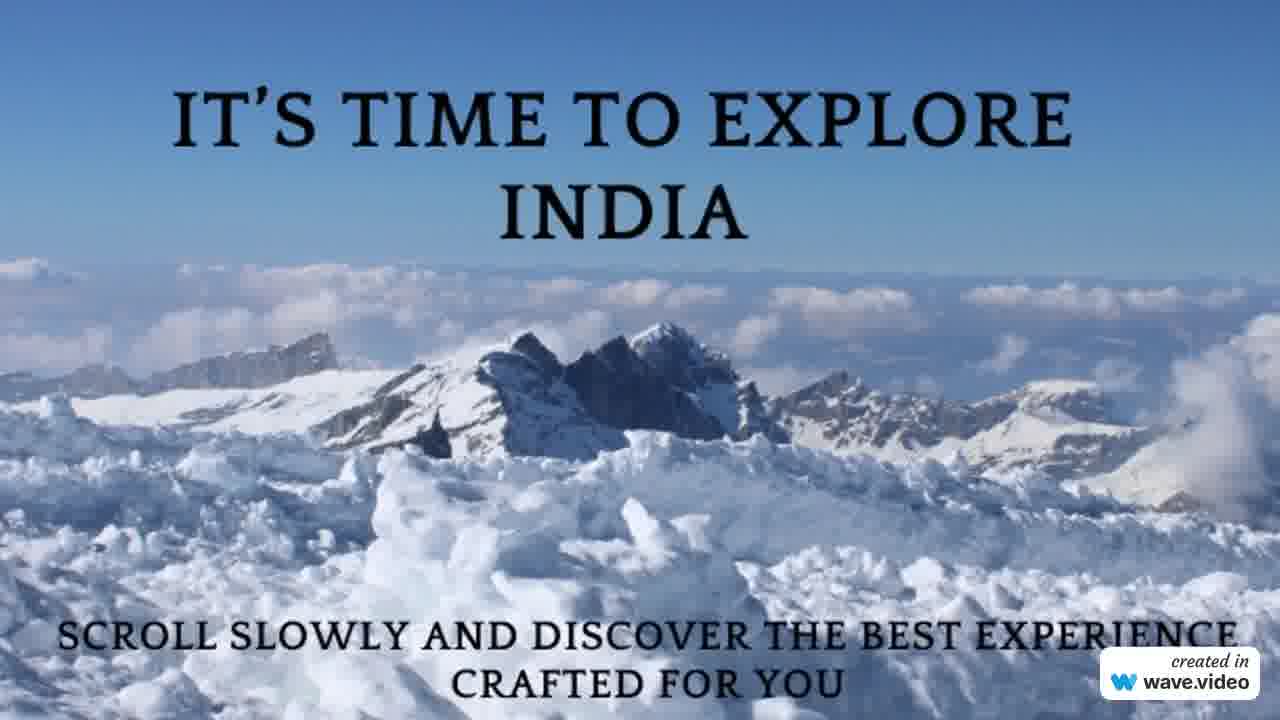 IT'S TIME TO EXPLORE
INDIA
SCROLL SLOWLY AND DISCOVER THE BEST EXPERIENCE
CRAFTED FOR YOU
created in
wave.video